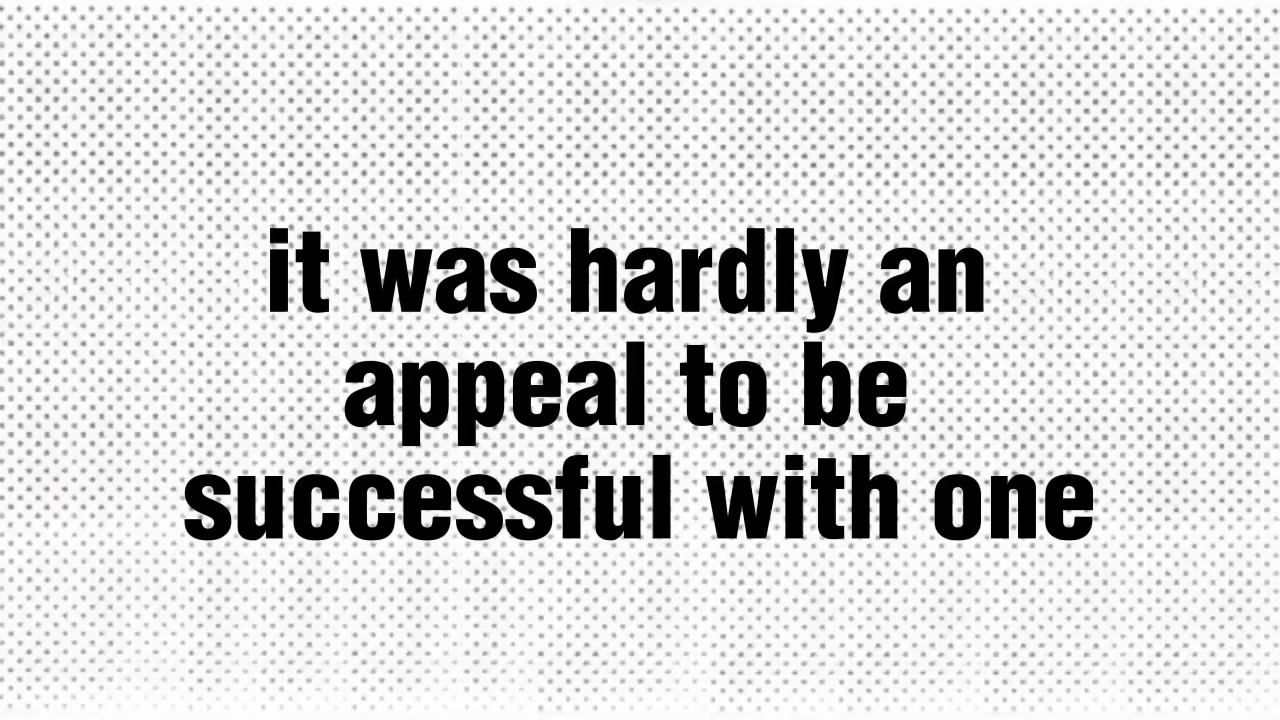 it was hardly an
appeal to be
successful with one